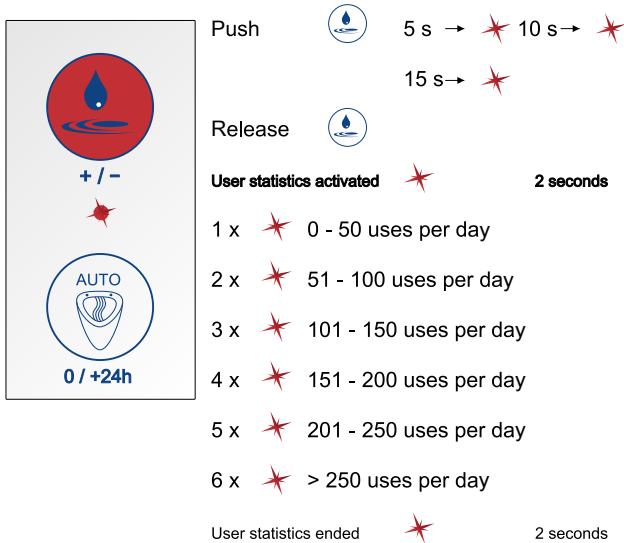 Push 5 s → 10 s →
15 s →
Release
+ / −
AUTO
0 / +24h
User statistics activated 2 seconds
1 x 0 - 50 uses per day
2 x 51 - 100 uses per day
3 x 101 - 150 uses per day
4 x 151 - 200 uses per day
5 x 201 - 250 uses per day
6 x > 250 uses per day
User statistics ended 2 seconds